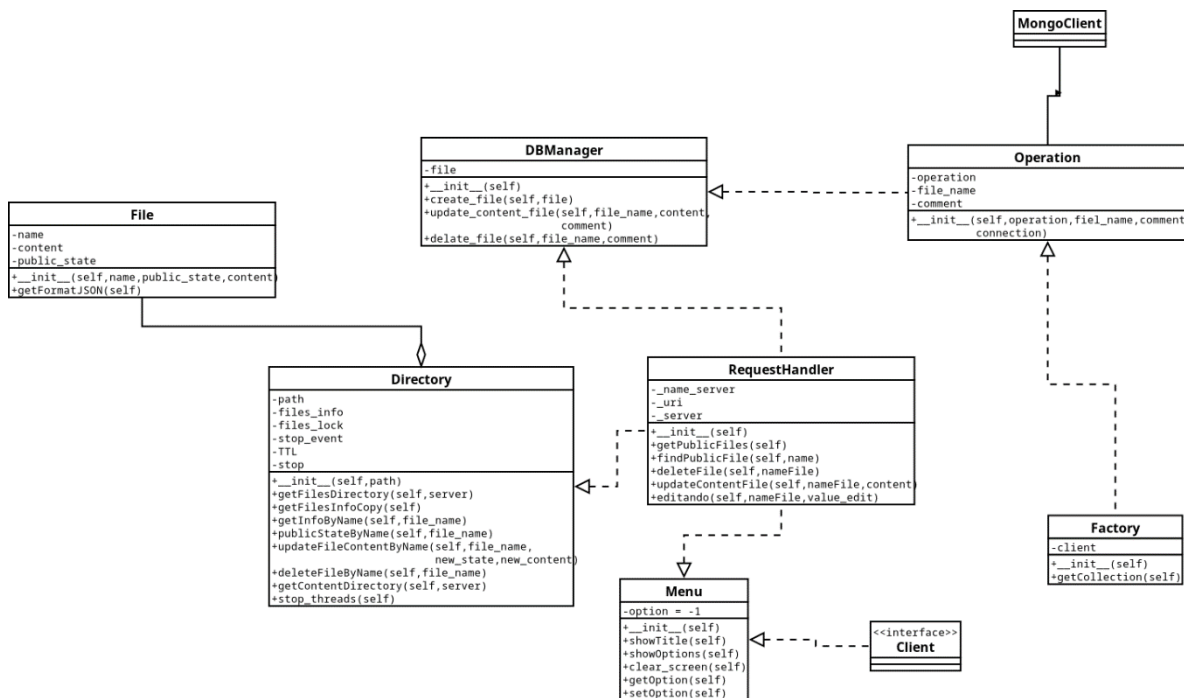 MongoClient
DBManager
-file
+__init__(self)
+create_file(self,file)
+update_content_file(self,file_name,content,
comment)
+delate_file(self,file_name,comment)
Operation
-operation
-file_name
-comment
+__init__(self,operation,fiel_name,comment
connection)
File
-name
-content
-public_state
+__init__(self,name,public_state,content)
+getFormatJSON(self)
Directory
-path
-files_info
-files_lock
-stop_event
-TTL
-stop
+__init__(self,path)
+getFilesDirectory(self,server)
+getFilesInfoCopy(self)
+getInfoByName(self,file_name)
+publicStateByName(self,file_name)
+updateFileContentByName(self,file_name,
new_state,new_content)
+deleteFileByName(self,file_name)
+getContentDirectory(self,server)
+stop_threads(self)
RequestHandler
-_name_server
-_uri
-_server
+__init__(self)
+getPublicFiles(self)
+findPublicFile(self,name)
+deleteFile(self,nameFile)
+updateContentFile(self,nameFile,content)
+editando(self,nameFile,value_edit)
Factory
-client
+__init__(self)
+getCollection(self)
Menu
-option = -1
+__init__(self)
+showTitle(self)
+showOptions(self)
+clear_screen(self)
+getOption(self)
+setOption(self)
<<interface>>
Client